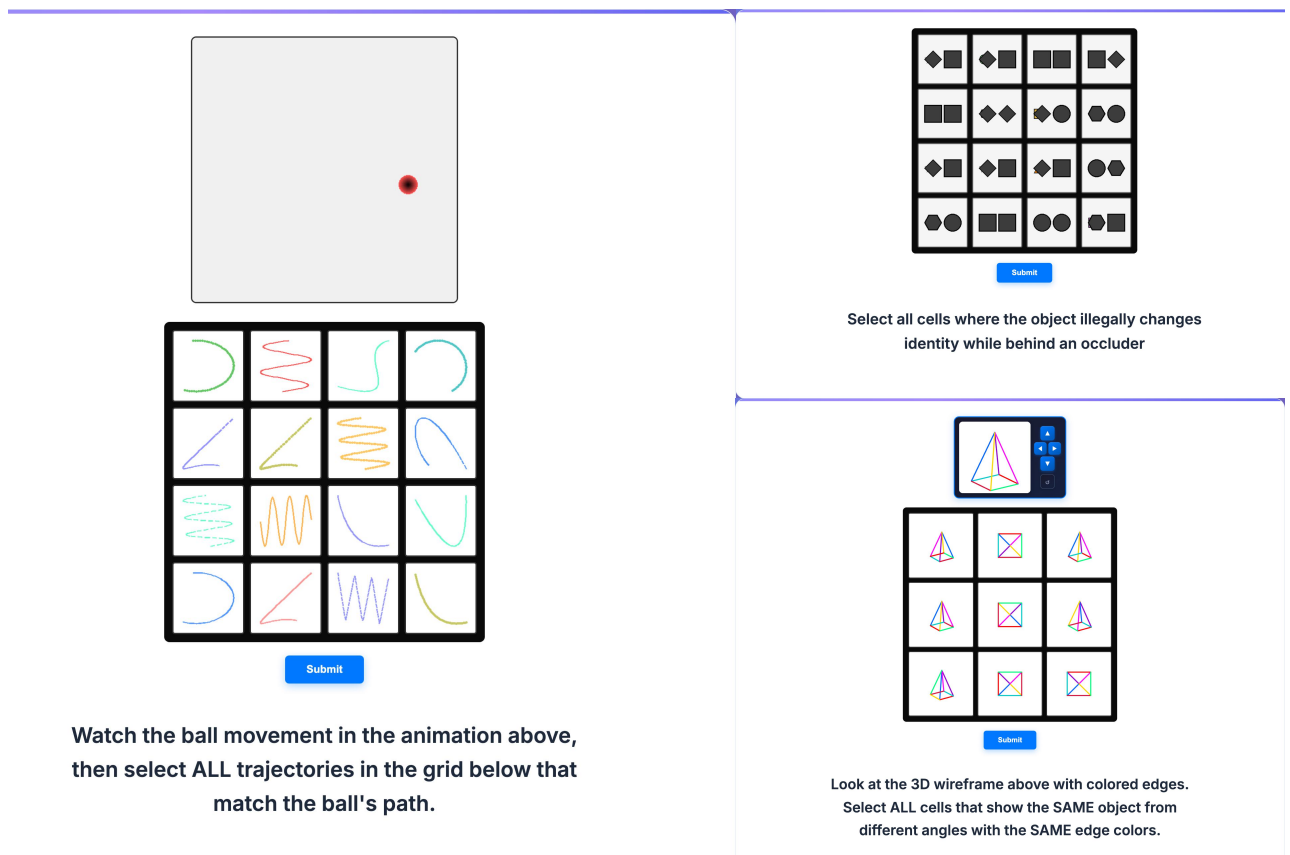 Submit
Watch the ball movement in the animation above,
then select ALL trajectories in the grid below that
match the ball's path.
Submit
Select all cells where the object illegally changes
identity while behind an occluder
Submit
Look at the 3D wireframe above with colored edges.
Select ALL cells that show the SAME object from
different angles with the SAME edge colors.